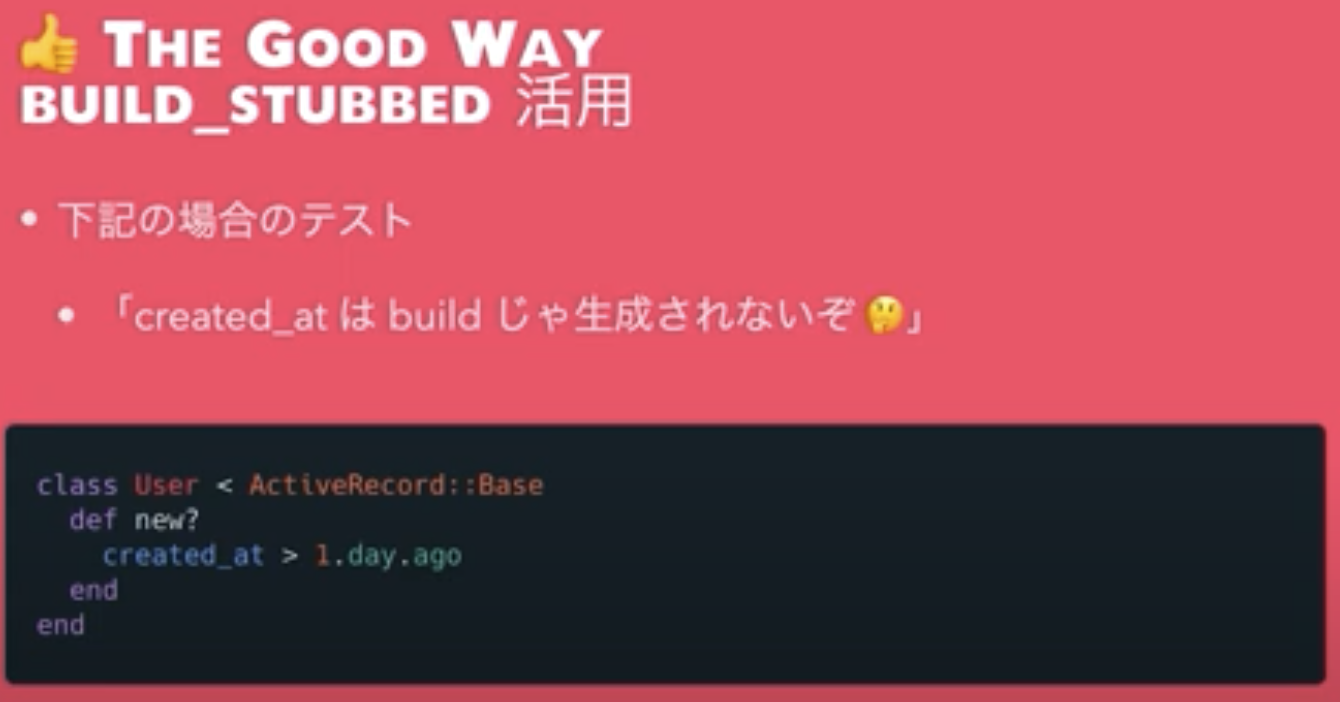 👍 THE GOOD WAY
BUILD_STUBBED 活用
• 下記の場合のテスト
• 「created_at は build じゃ生成されないぞ🤔」
class User < ActiveRecord::Base
  def new?
    created_at > 1.day.ago
  end
end